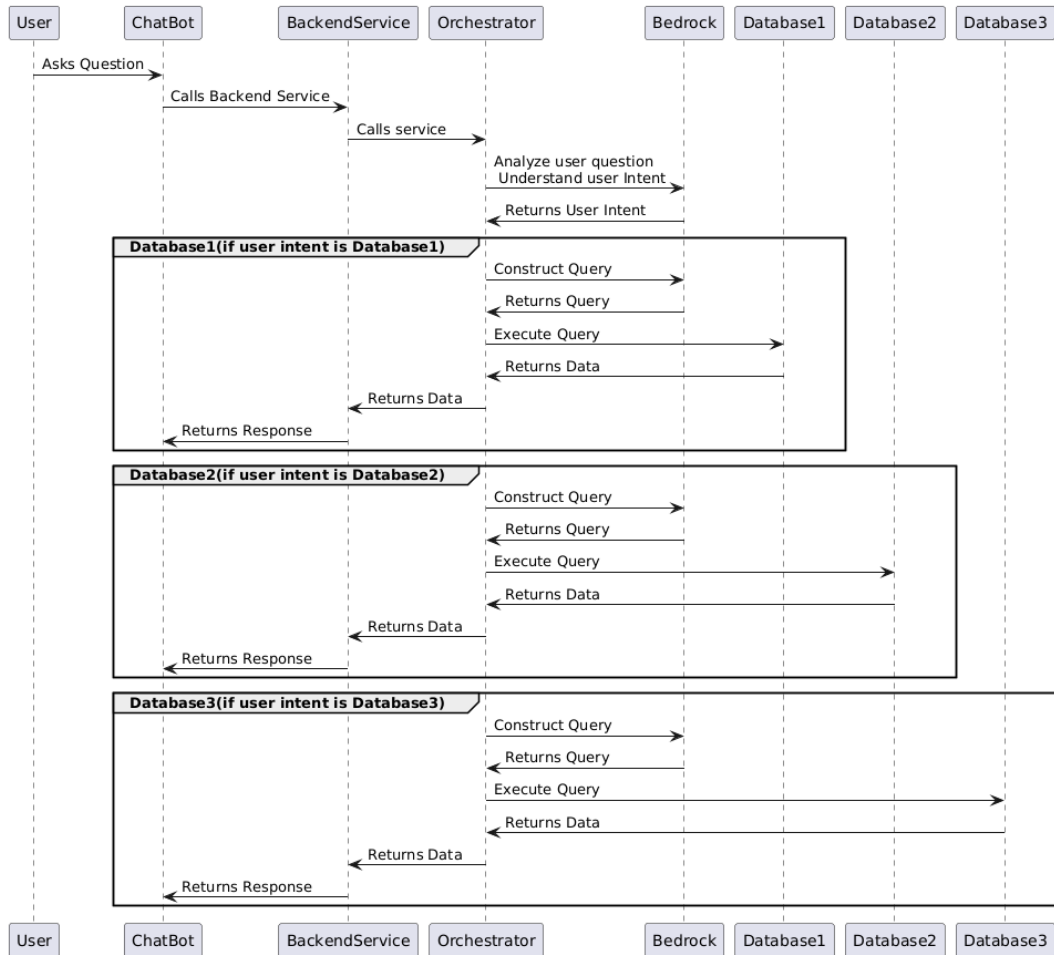 User
ChatBot
BackendService
Orchestrator
Bedrock
Database1
Database2
Database3
Asks Question
Calls Backend Service
Calls service
Analyze user question
Understand user Intent
Returns User Intent
Database1(if user intent is Database1)
Construct Query
Returns Query
Execute Query
Returns Data
Returns Data
Returns Response
Database2(if user intent is Database2)
Construct Query
Returns Query
Execute Query
Returns Data
Returns Data
Returns Response
Database3(if user intent is Database3)
Construct Query
Returns Query
Execute Query
Returns Data
Returns Data
Returns Response
User
ChatBot
BackendService
Orchestrator
Bedrock
Database1
Database2
Database3